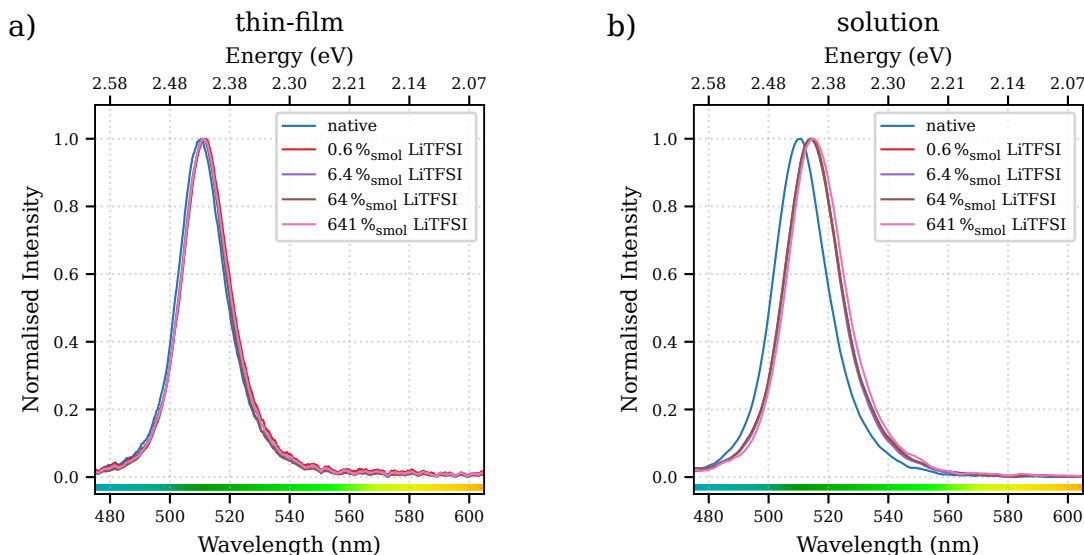 a)
thin-film
Energy (eV)
2.58 2.48 2.38 2.30 2.21 2.14 2.07
native
0.6 %smol LiTFSI
6.4 %smol LiTFSI
64 %smol LiTFSI
641 %smol LiTFSI
1.0
0.8
0.6
0.4
0.2
0.0
Normalised Intensity
480 500 520 540 560 580 600
Wavelength (nm)
b)
solution
Energy (eV)
2.58 2.48 2.38 2.30 2.21 2.14 2.07
native
0.6 %smol LiTFSI
6.4 %smol LiTFSI
64 %smol LiTFSI
641 %smol LiTFSI
1.0
0.8
0.6
0.4
0.2
0.0
Normalised Intensity
480 500 520 540 560 580 600
Wavelength (nm)